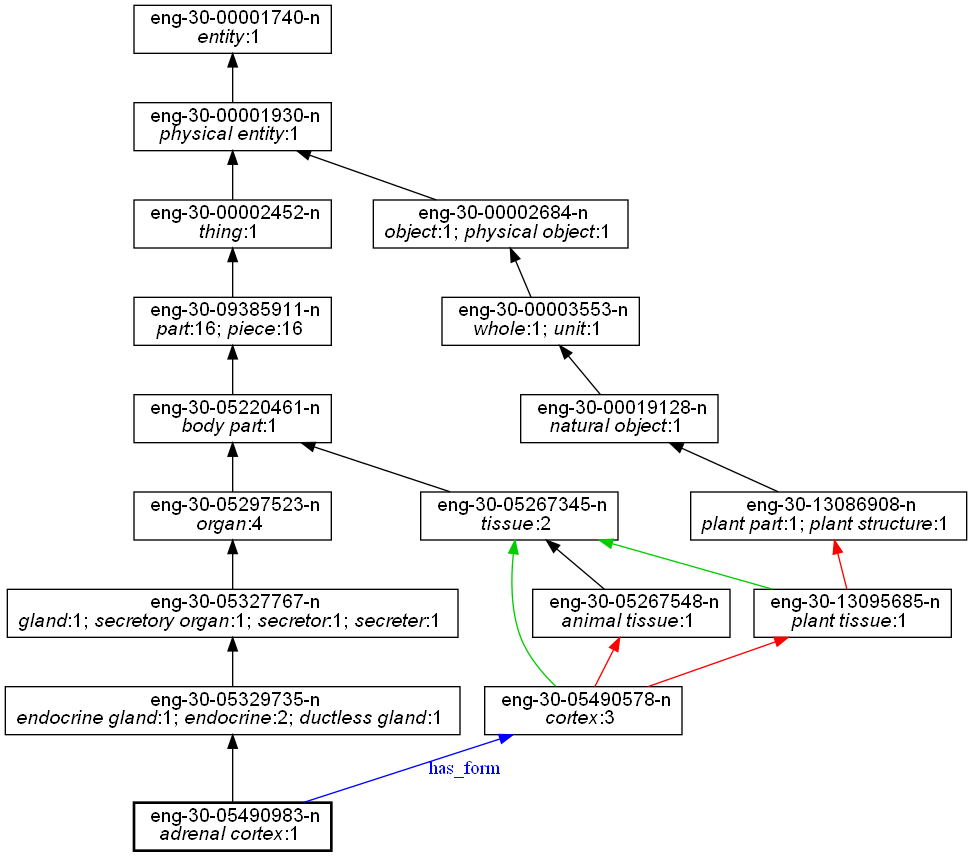 eng-30-00001740-n
entity:1
eng-30-00001930-n
physical entity:1
eng-30-00002452-n
thing:1
eng-30-00002684-n
object:1; physical object:1
eng-30-09385911-n
part:16; piece:16
eng-30-00003553-n
whole:1; unit:1
eng-30-05220461-n
body part:1
eng-30-00019128-n
natural object:1
eng-30-05297523-n
organ:4
eng-30-05267345-n
tissue:2
eng-30-13086908-n
plant part:1; plant structure:1
eng-30-05327767-n
gland:1; secretory organ:1; secretor:1; secreter:1
eng-30-05267548-n
animal tissue:1
eng-30-13095685-n
plant tissue:1
eng-30-05329735-n
endocrine gland:1; endocrine:2; ductless gland:1
eng-30-05490578-n
cortex:3
has_form
eng-30-05490983-n
adrenal cortex:1